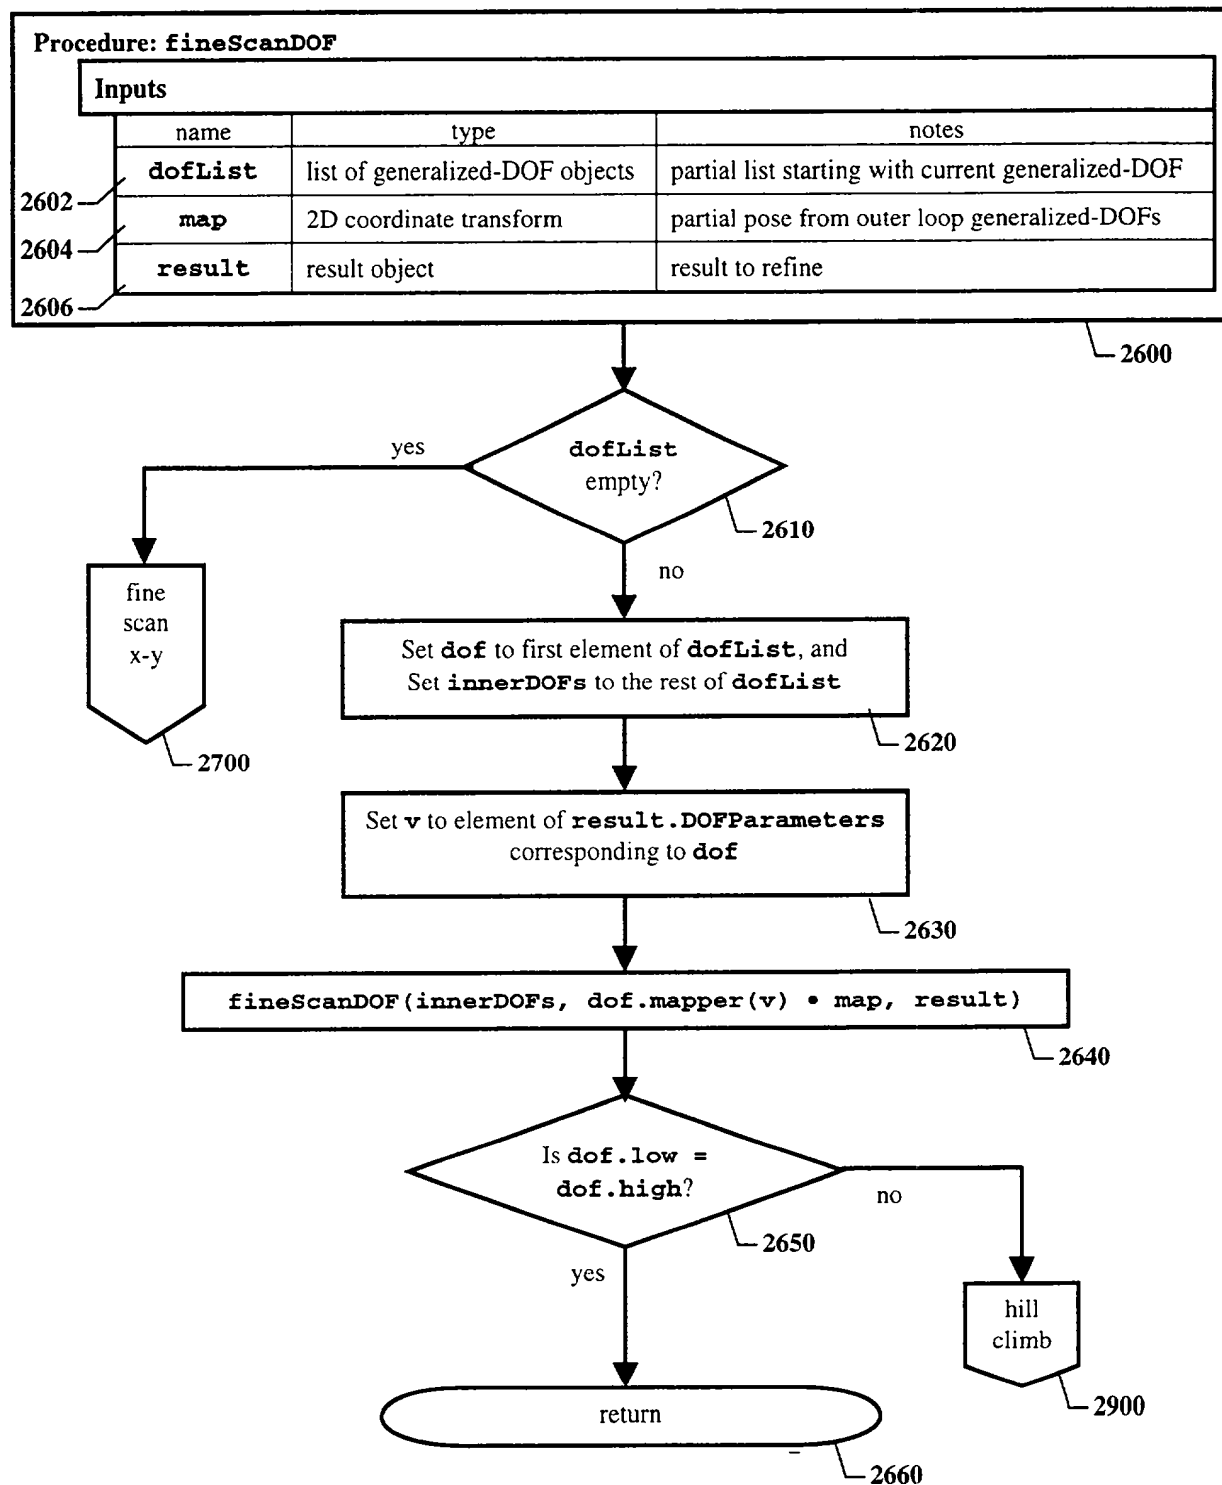 Procedure: fineScanDOF
Inputs
name type notes
dofList list of generalized-DOF objects partial list starting with current generalized-DOF
2602
map 2D coordinate transform partial pose from outer loop generalized-DOFs
2604
result result object result to refine
2606
2600
yes
dofList
empty?
2610
no
fine
scan
x-y
2700
Set dof to first element of dofList, and
Set innerDOFs to the rest of dofList
2620
Set v to element of result.DOFParameters
corresponding to dof
2630
fineScanDOF(innerDOFs, dof.mapper(v) • map, result)
2640
Is dof.low =
dof.high?
2650
no
yes
hill
climb
2900
return
2660